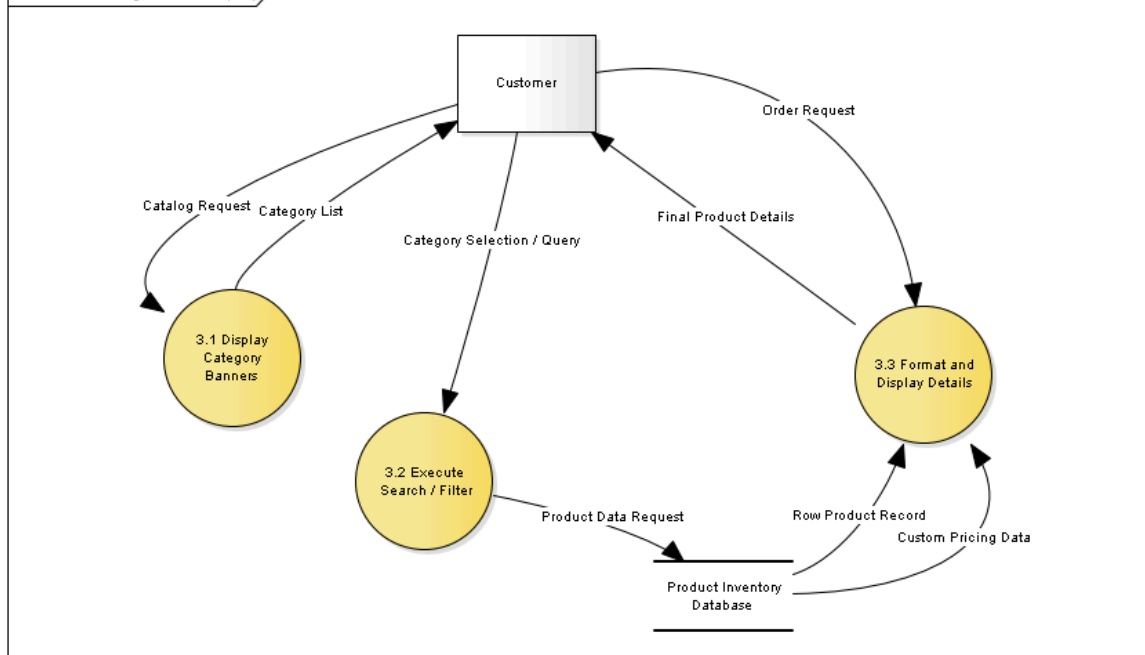 Customer
Order Request
Catalog Request
Category List
Final Product Details
Category Selection / Query
3.1 Display
Category
Banners
3.3 Format and
Display Details
3.2 Execute
Search / Filter
Product Data Request
Row Product Record
Custom Pricing Data
Product Inventory
Database